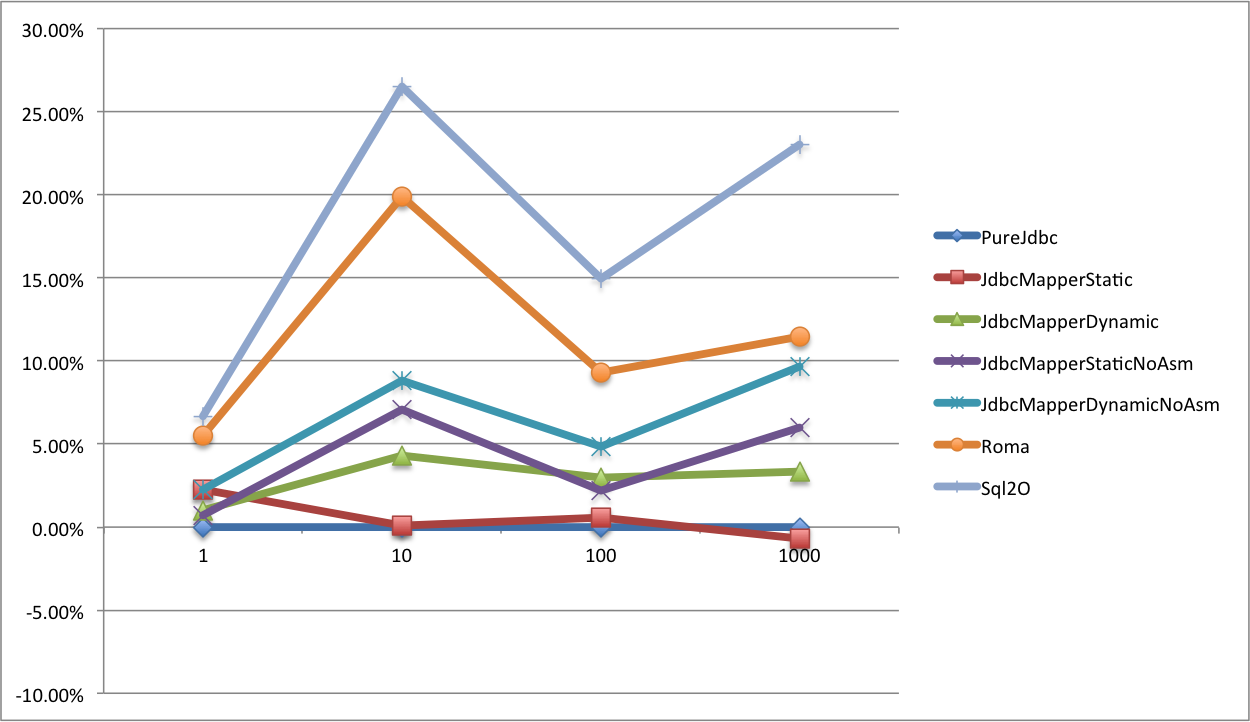 30.00%
25.00%
20.00%
15.00%
10.00%
5.00%
0.00%
-5.00%
-10.00%
1 10 100 1000
PureJdbc
JdbcMapperStatic
JdbcMapperDynamic
JdbcMapperStaticNoAsm
JdbcMapperDynamicNoAsm
Roma
Sql2O